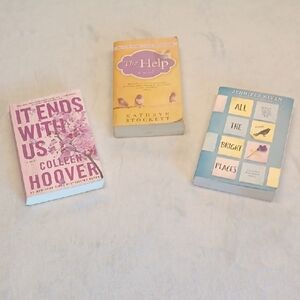 The Help
KATHRYN
STOCKETT
IT ENDS
WITH
US
COLLEEN
HOOVER
JENNIFER NIVEN
ALL
THE
BRIGHT
PLACES